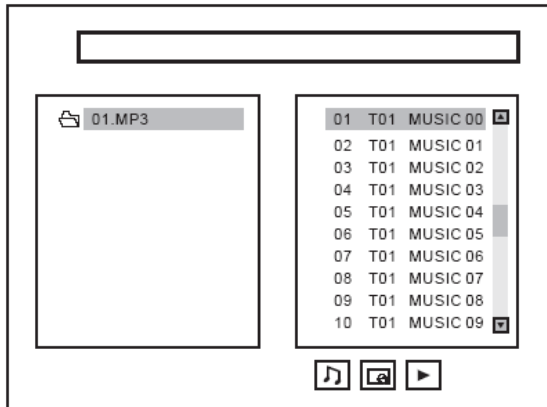 01.MP3
01 T01 MUSIC 00
02 T01 MUSIC 01
03 T01 MUSIC 02
04 T01 MUSIC 03
05 T01 MUSIC 04
06 T01 MUSIC 05
07 T01 MUSIC 06
08 T01 MUSIC 07
09 T01 MUSIC 08
10 T01 MUSIC 09